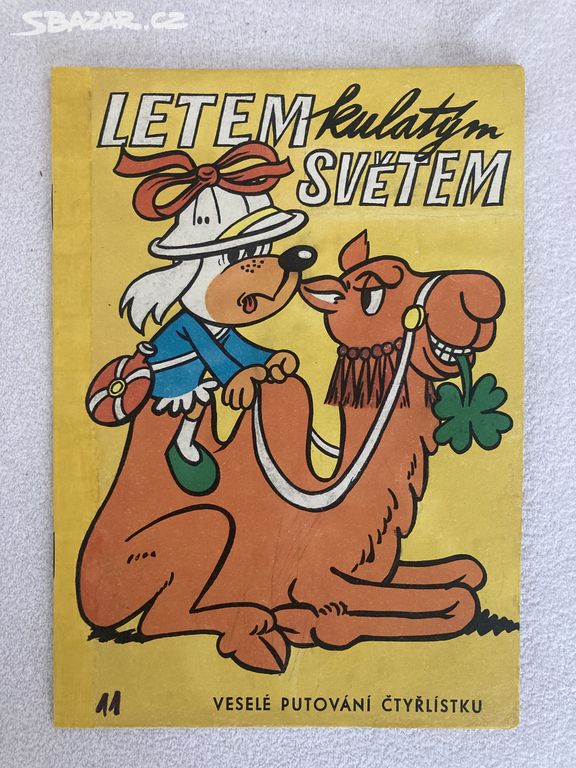 SBAZAR.CZ
LETEM kulatým
SVĚTEM
11
VESELÉ PUTOVÁNÍ ČTYŘLÍSTKU